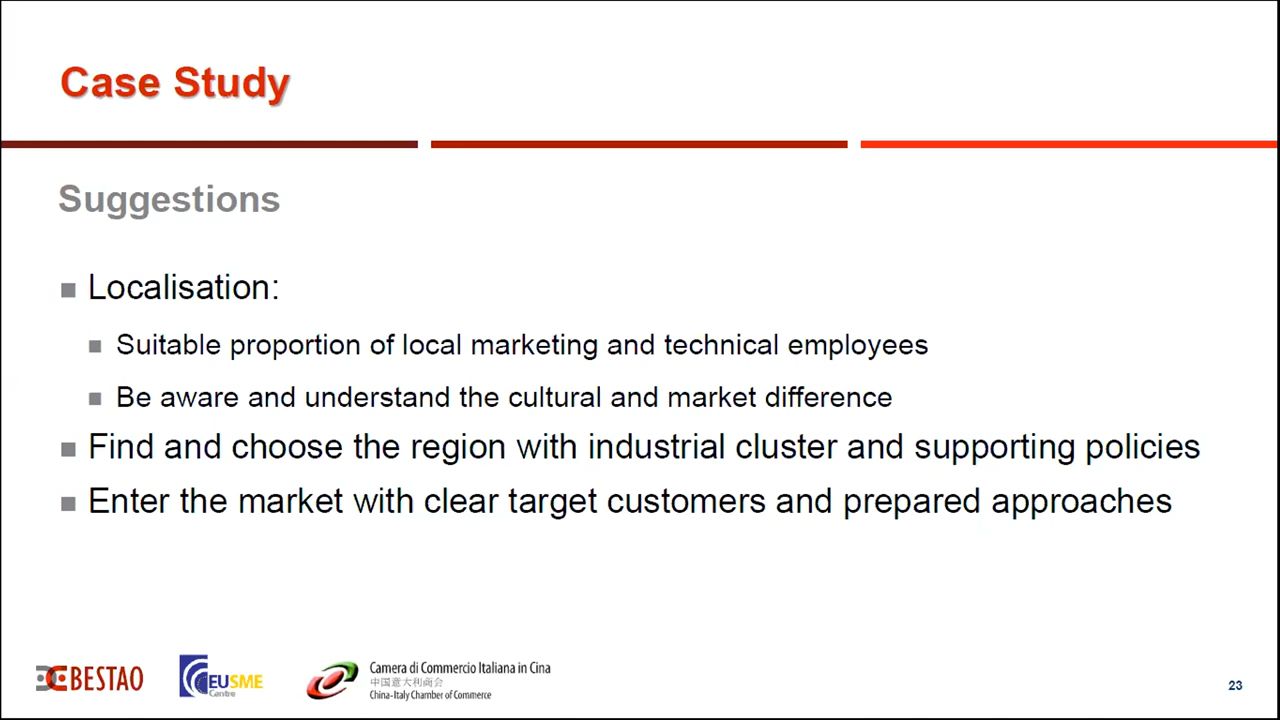 Case Study
Suggestions
Localisation:
Suitable proportion of local marketing and technical employees
Be aware and understand the cultural and market difference
Find and choose the region with industrial cluster and supporting policies
Enter the market with clear target customers and prepared approaches
BESTAO
EUSME
Centre
Camera di Commercio Italiana in Cina
中国意大利商会
China-Italy Chamber of Commerce
23